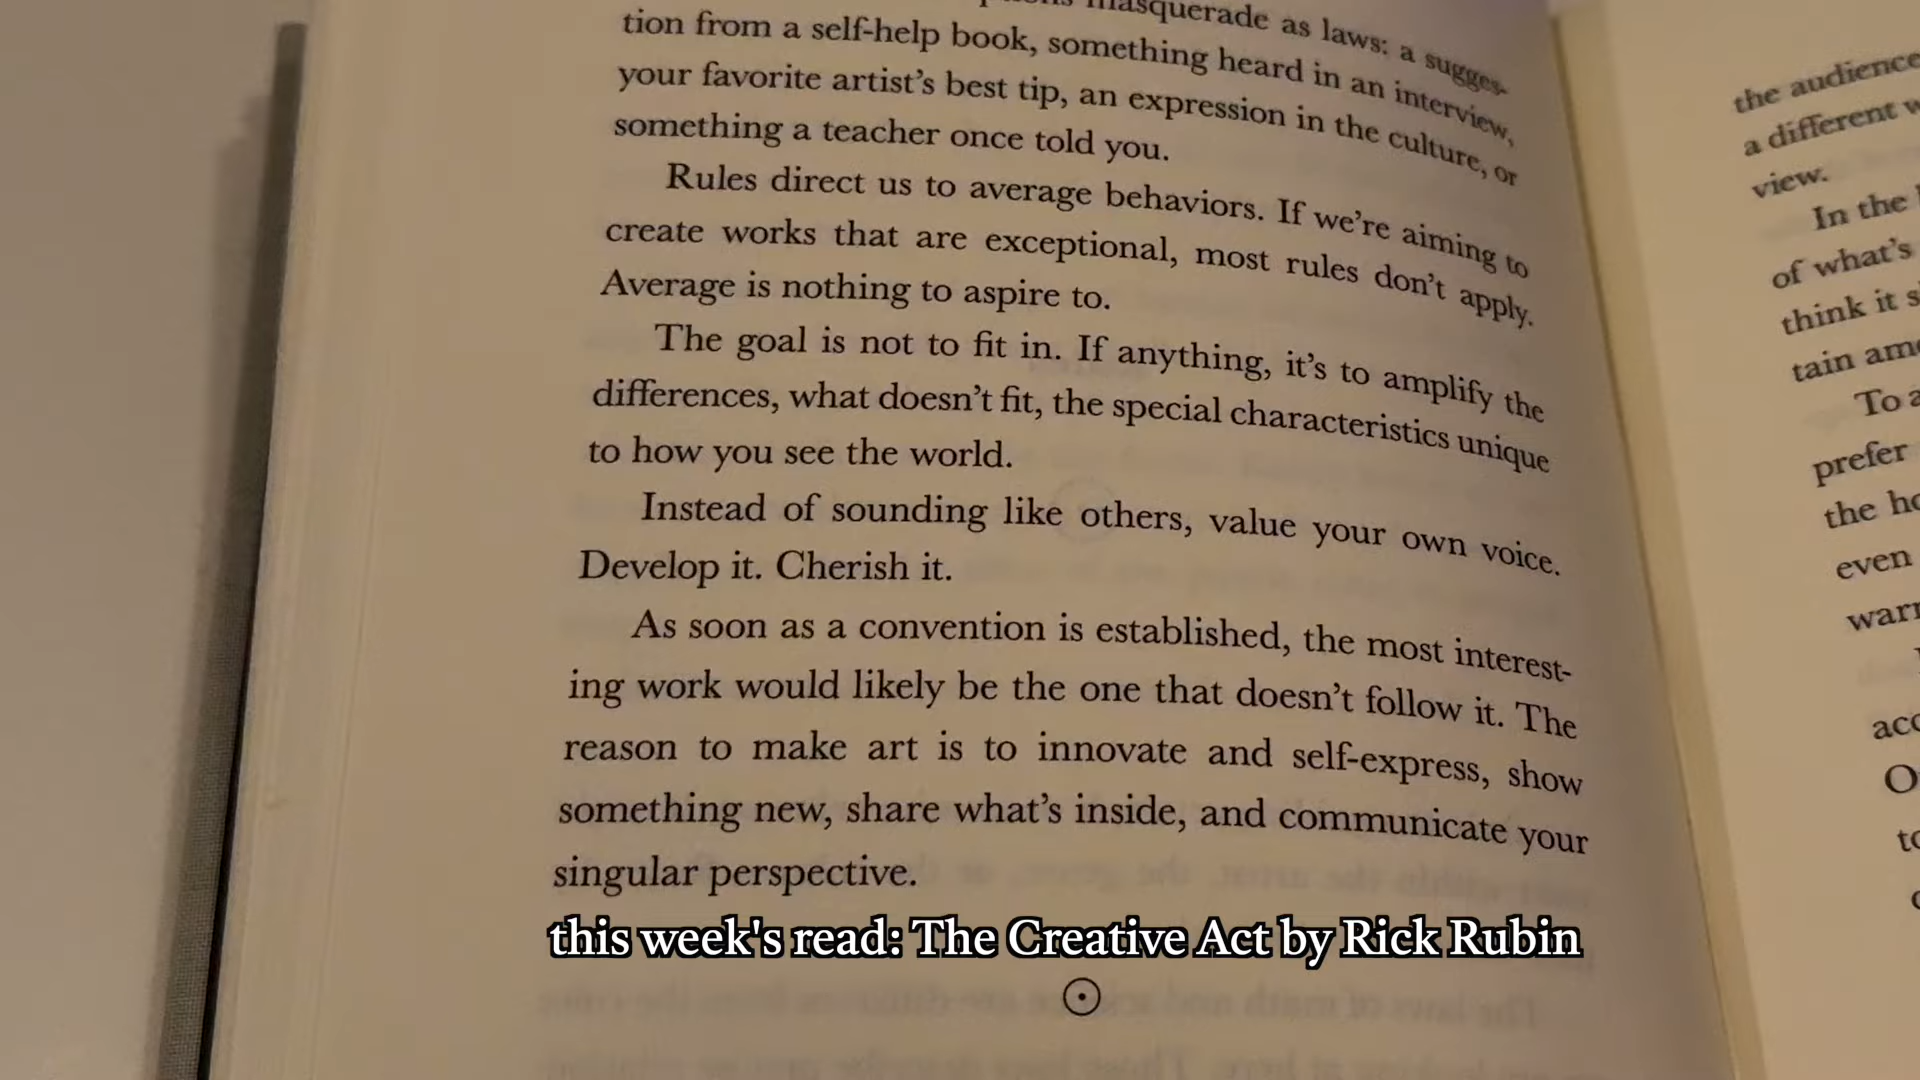 masquerade as laws: a sugges-
tion from a self-help book, something heard in an interview,
your favorite artist's best tip, an expression in the culture, or
something a teacher once told you.
Rules direct us to average behaviors. If we're aiming to
create works that are exceptional, most rules don't apply.
Average is nothing to aspire to.
The goal is not to fit in. If anything, it's to amplify the
differences, what doesn't fit, the special characteristics unique
to how you see the world.
Instead of sounding like others, value your own voice.
Develop it. Cherish it.
As soon as a convention is established, the most interest-
ing work would likely be the one that doesn't follow it. The
reason to make art is to innovate and self-express, show
something new, share what's inside, and communicate your
singular perspective.
this week's read: The Creative Act by Rick Rubin
the audience
a different
view.
In the
of what's
think it
tain
To
prefer
the
even